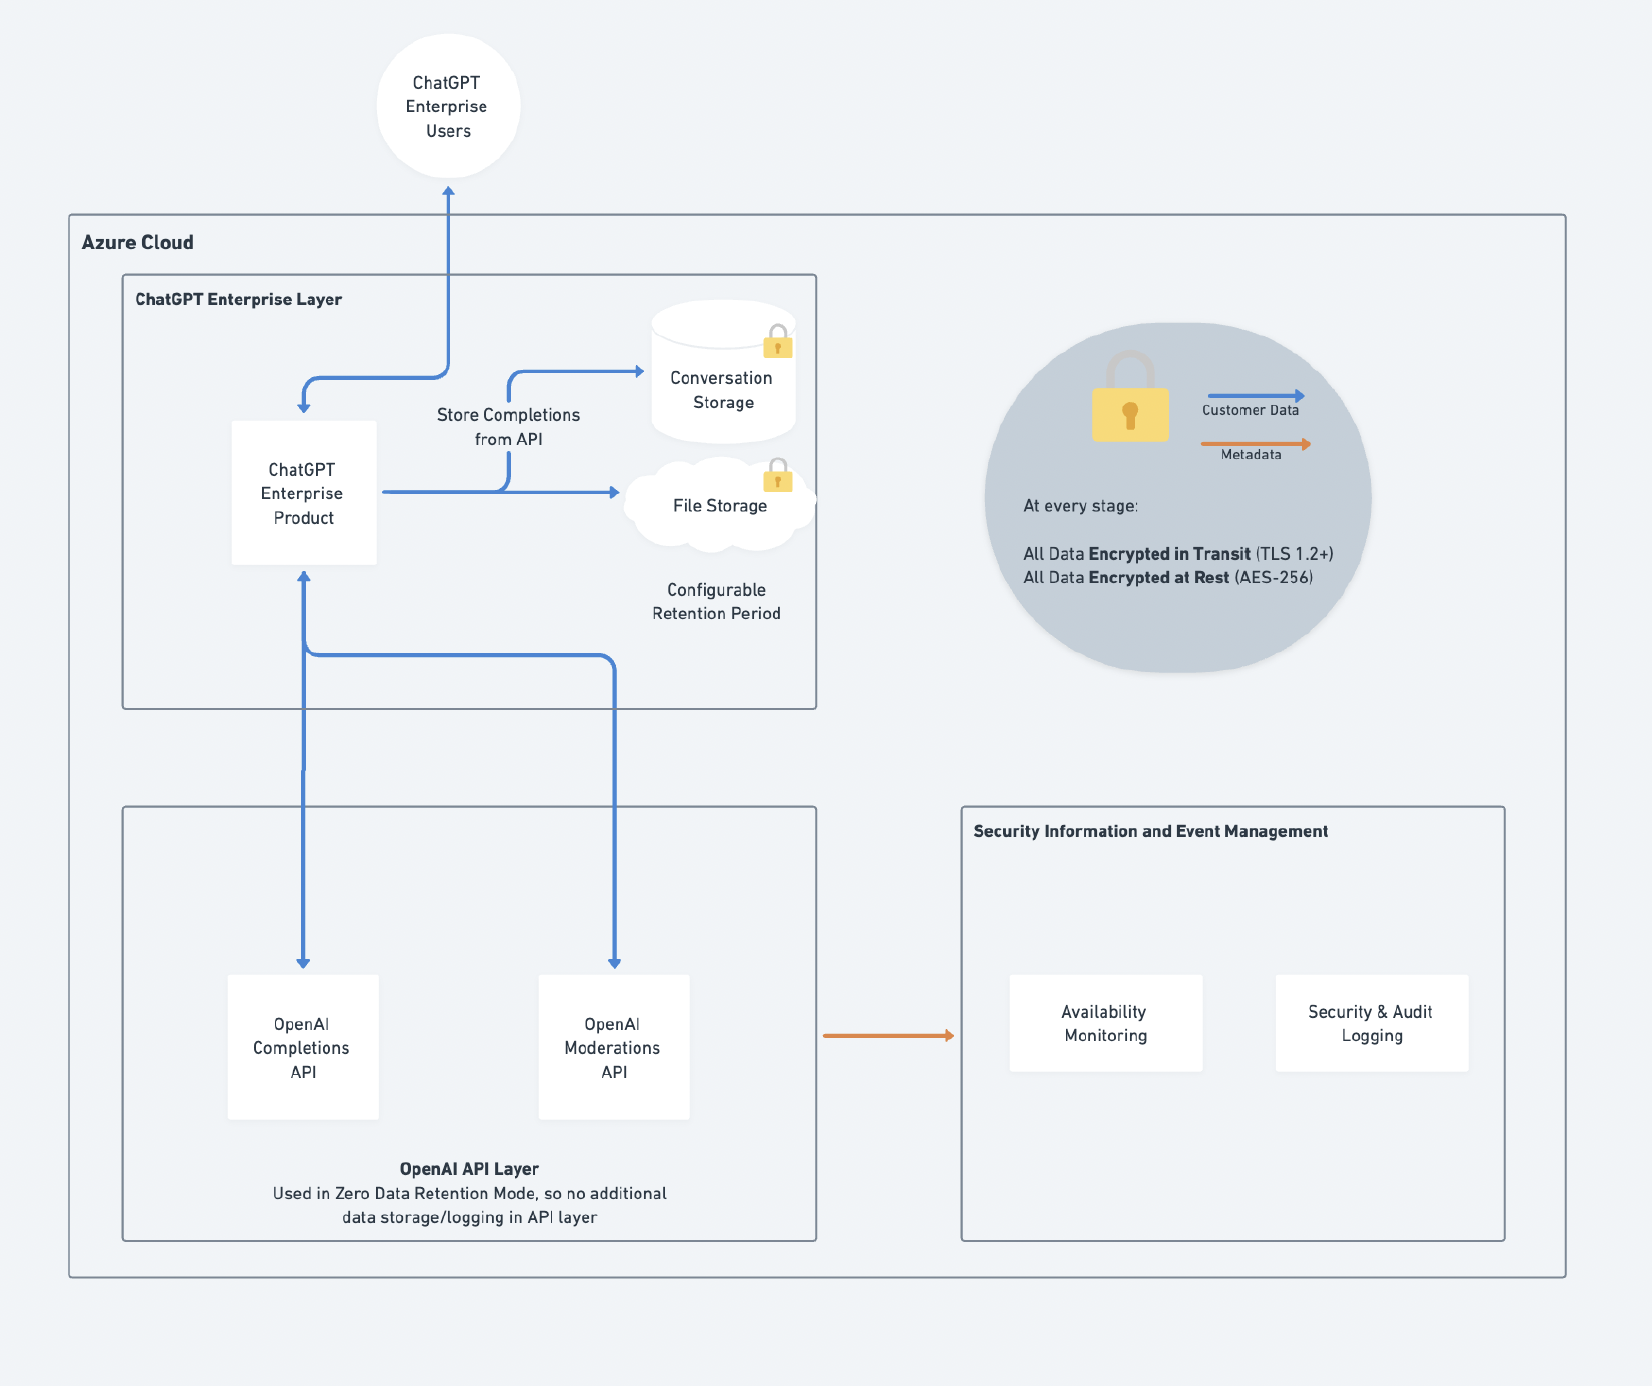 ChatGPT
Enterprise
Users
Azure Cloud
ChatGPT Enterprise Layer
Conversation
Storage
Store Completions
from API
ChatGPT
Enterprise
Product
File Storage
Configurable
Retention Period
Customer Data
Metadata
At every stage:
All Data Encrypted in Transit (TLS 1.2+)
All Data Encrypted at Rest (AES-256)
OpenAI
Completions
API
OpenAI
Moderations
API
OpenAI API Layer
Used in Zero Data Retention Mode, so no additional
data storage/logging in API layer
Security Information and Event Management
Availability
Monitoring
Security & Audit
Logging